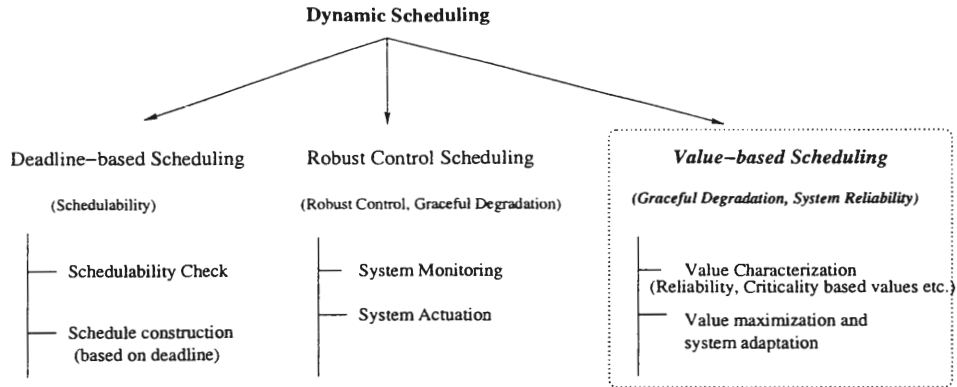 Dynamic Scheduling
Deadline-based Scheduling
(Schedulability)
Schedulability Check
Schedule construction
(based on deadline)
Robust Control Scheduling
(Robust Control, Graceful Degradation)
System Monitoring
System Actuation
Value-based Scheduling
(Graceful Degradation, System Reliability)
Value Characterization
(Reliability, Criticality based values etc.)
Value maximization and
system adaptation